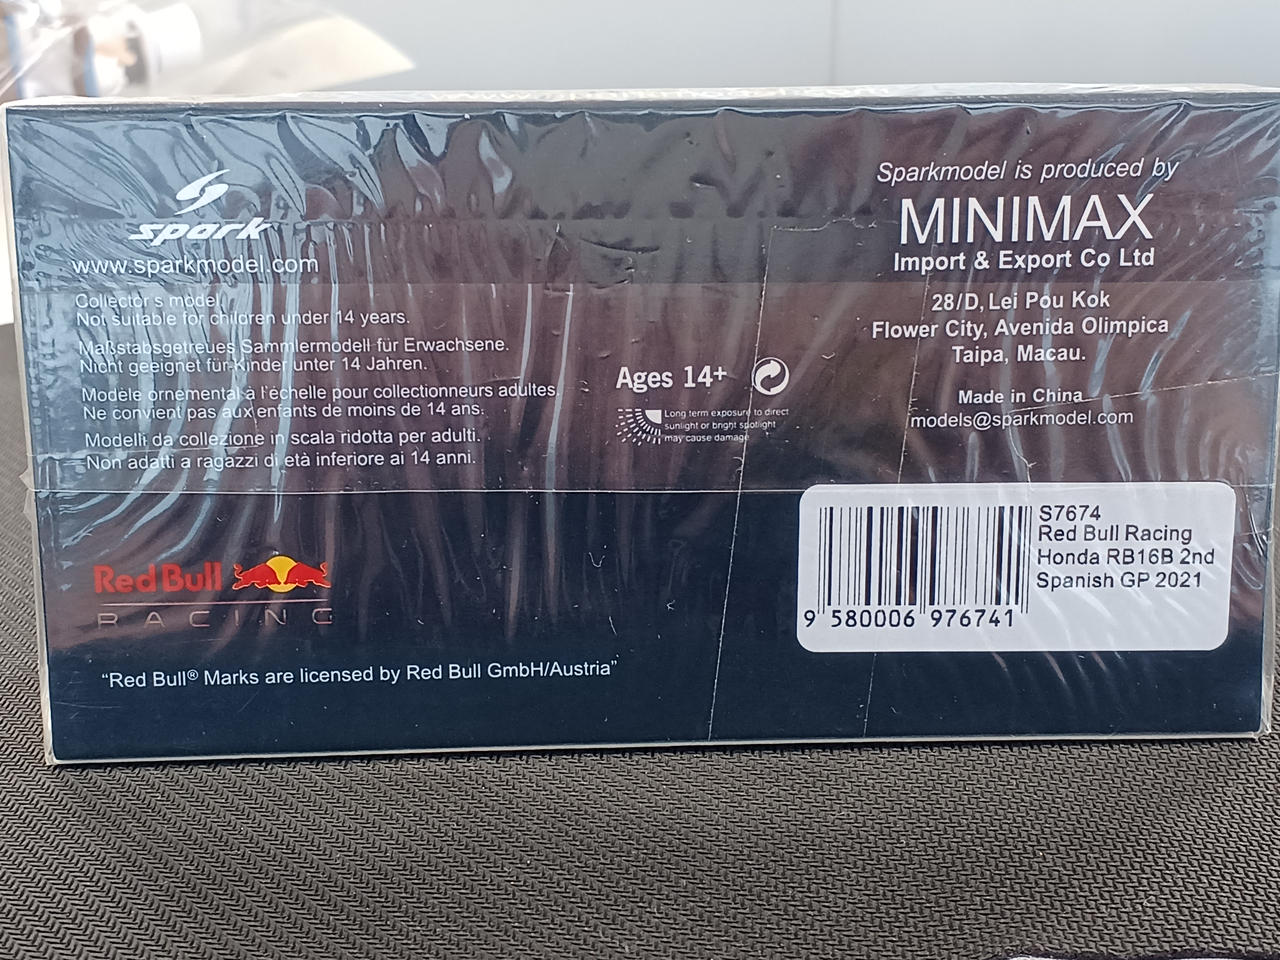 spark
www.sparkmodel.com
Collector s model.
Not suitable for children under 14 years.
Maßstabsgetreues Sammlermodell für Erwachsene.
Nicht geeignet für Kinder unter 14 Jahren.
Modèle ornemental à l'échelle pour collectionneurs adultes.
Ne convient pas aux enfants de moins de 14 ans.
Modelli da collezione in scala ridotta per adulti.
Non adatti a ragazzi di età inferiore ai 14 anni.
Ages 14+
Long term exposure to direct
sunlight or bright spotlight
may cause damage
Sparkmodel is produced by
MINIMAX
Import & Export Co Ltd
28/D, Lei Pou Kok
Flower City, Avenida Olimpica
Taipa, Macau.
Made in China
models@sparkmodel.com
S7674
Red Bull Racing
Honda RB16B 2nd
Spanish GP 2021
9 580006 976741
Red Bull
RACING
“Red Bull® Marks are licensed by Red Bull GmbH/Austria”